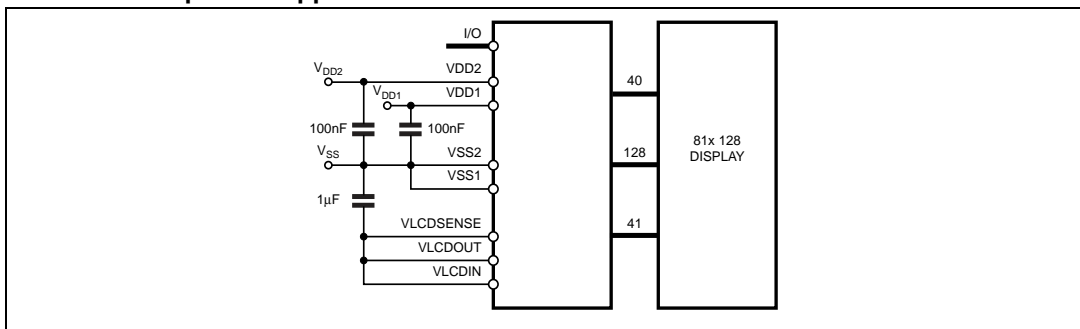 I/O
VDD2
VDD2
VDD1
VDD1
100nF
100nF
VSS
VSS2
VSS1
1μF
VLCDSENSE
VLCDOUT
VLCDIN
40
128
41
81x 128
DISPLAY